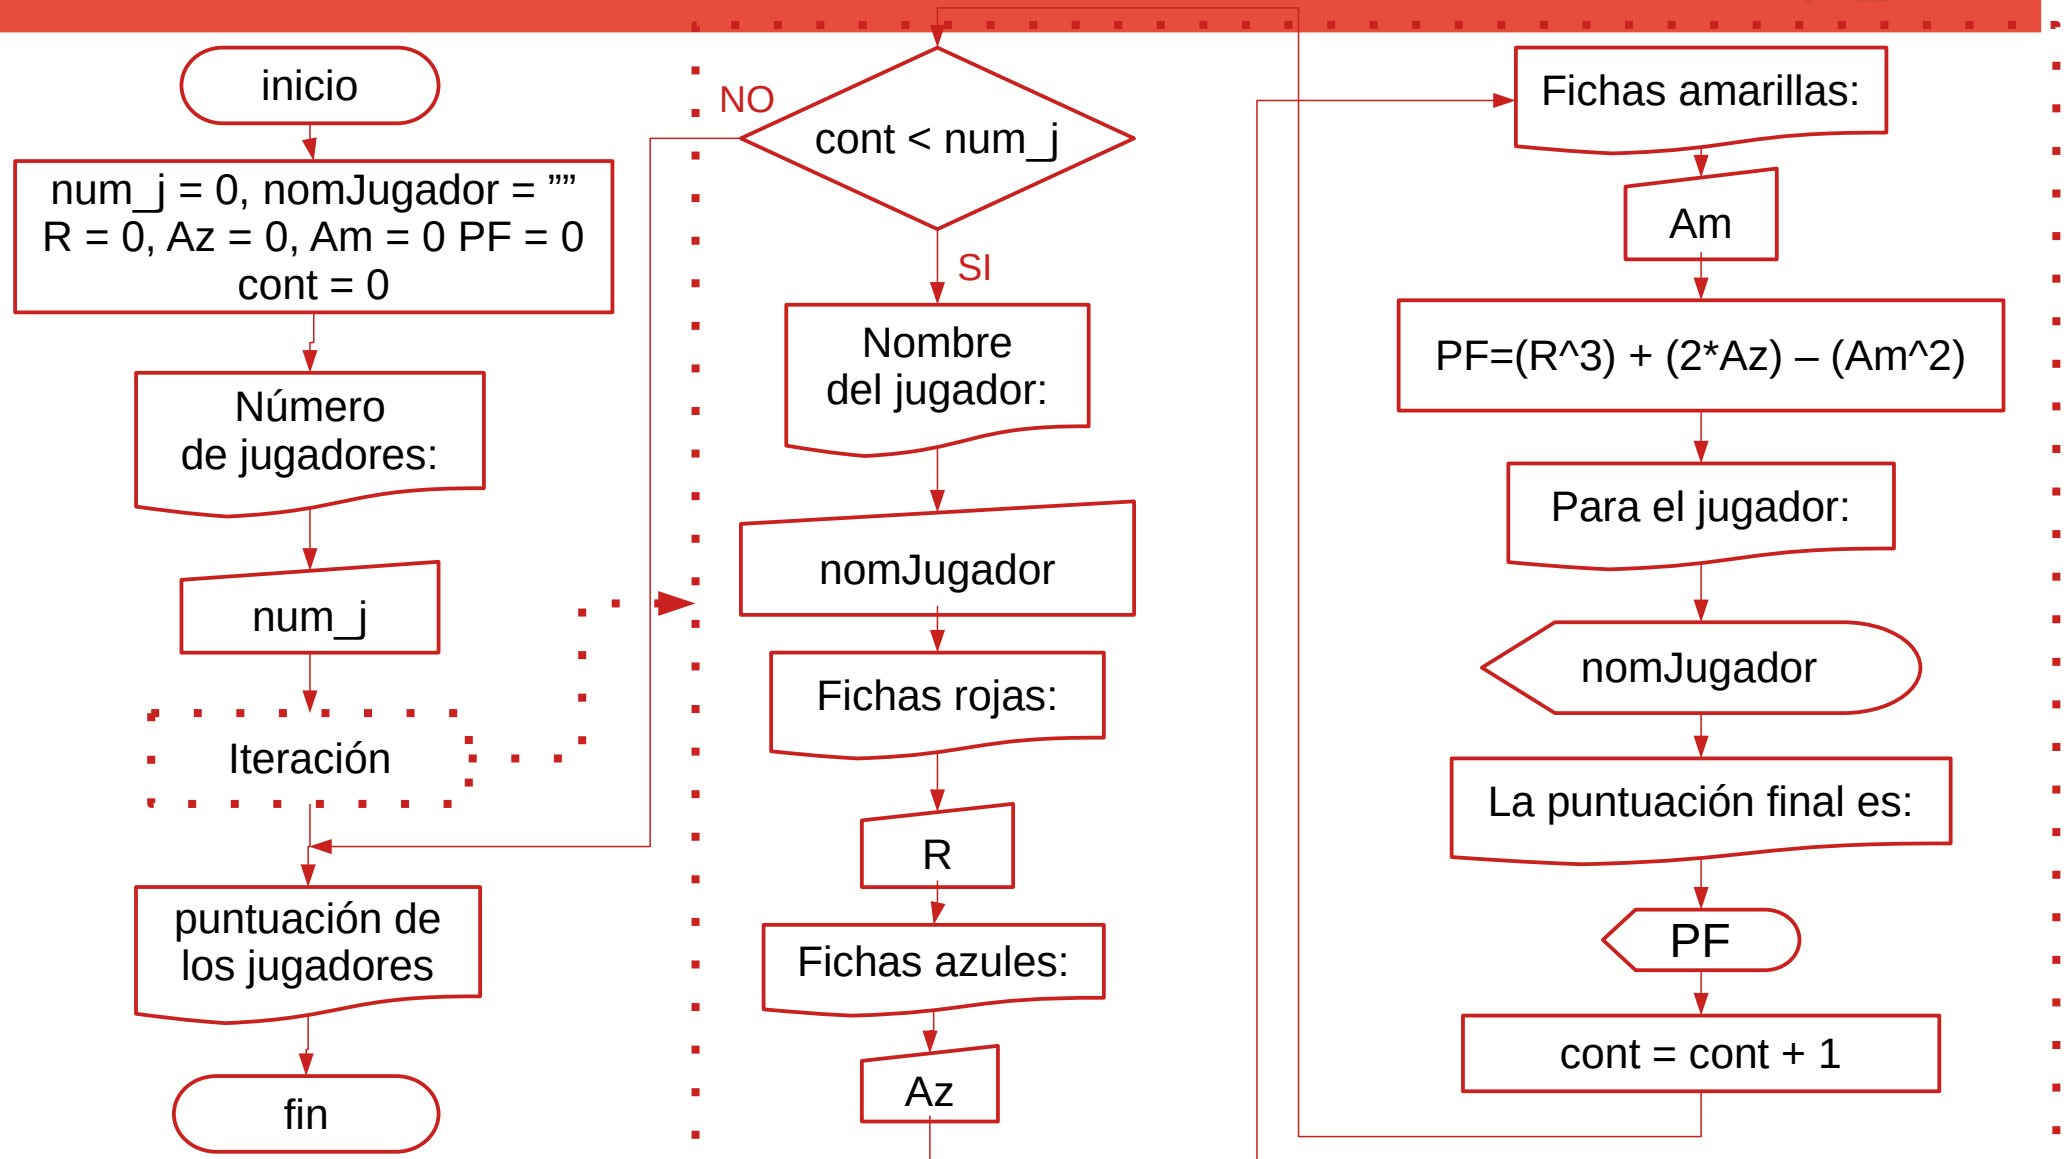 inicio
num_j = 0, nomJugador = ””
R = 0, Az = 0, Am = 0 PF = 0
cont = 0
Número
de jugadores:
num_j
Iteración
puntuación de
los jugadores
fin
NO
cont < num_j
SI
Nombre
del jugador:
nomJugador
Fichas rojas:
R
Fichas azules:
Az
Fichas amarillas:
Am
PF=(R^3) + (2*Az) – (Am^2)
Para el jugador:
nomJugador
La puntuación final es:
PF
cont = cont + 1